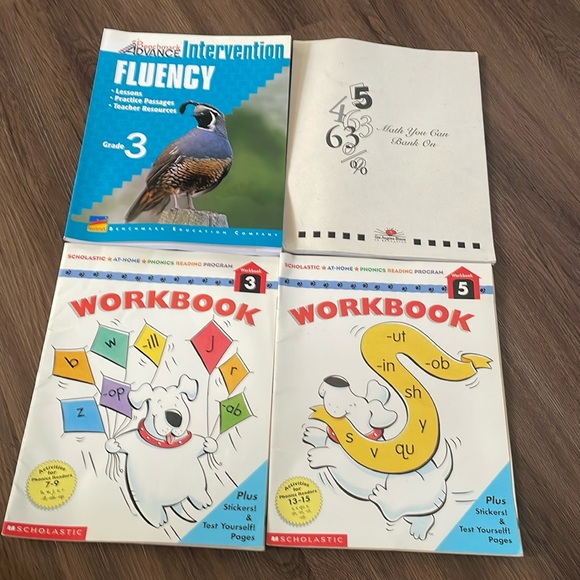 Benchmark
ADVANCE Intervention
FLUENCY
• Lessons
• Practice Passages
• Teacher Resources
Grade 3
BENCHMARK EDUCATION COMPANY
5
463
63
%
Math You Can
Bank On
SCHOLASTIC ★ AT-HOME ★ PHONICS READING PROGRAM
Workbook
3
WORKBOOK
b
w
-ill
j
r
-op
z
-ob
Activities
for
Phonics Readers
7-9
Plus
Stickers!
&
Test Yourself!
Pages
SCHOLASTIC
SCHOLASTIC ★ AT-HOME ★ PHONICS READING PROGRAM
Workbook
5
WORKBOOK
-ut
-in
-ob
sh
y
s v qu
Activities
for
Phonics Readers
13-15
Plus
Stickers!
&
Test Yourself!
Pages
SCHOLASTIC